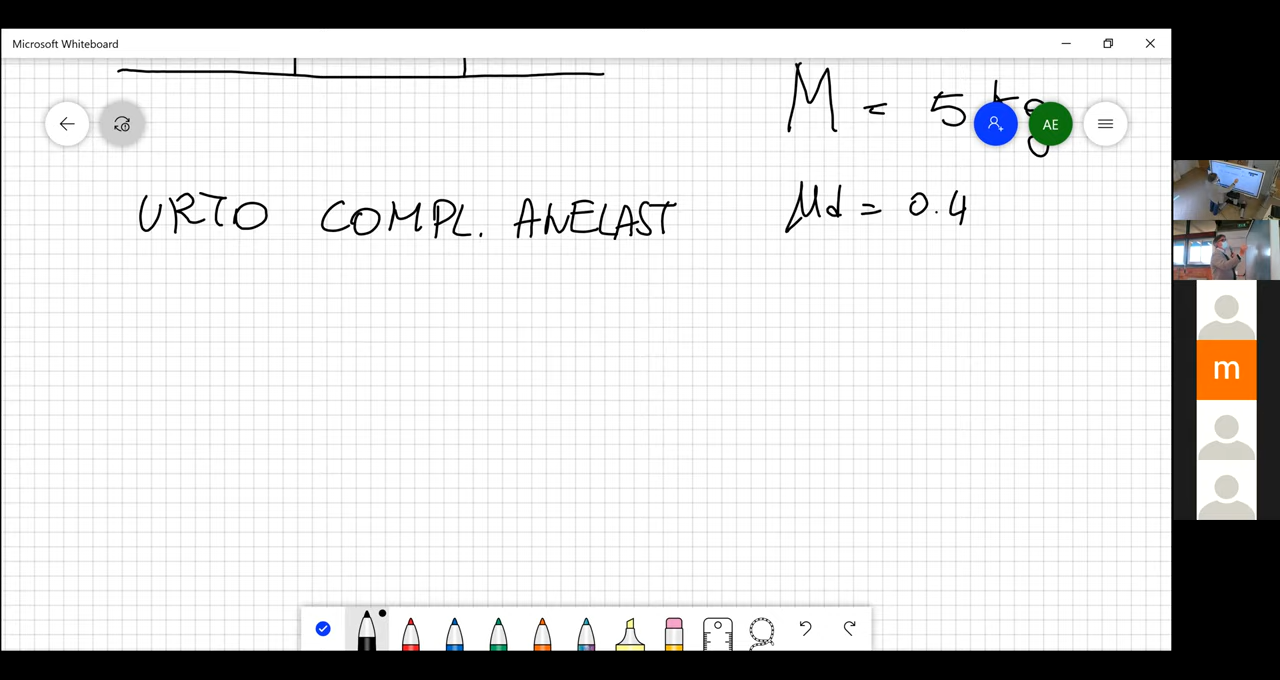 Microsoft Whiteboard
M = 5 kg
AE
URTO COMPL. ANELAST
μd = 0.4
m